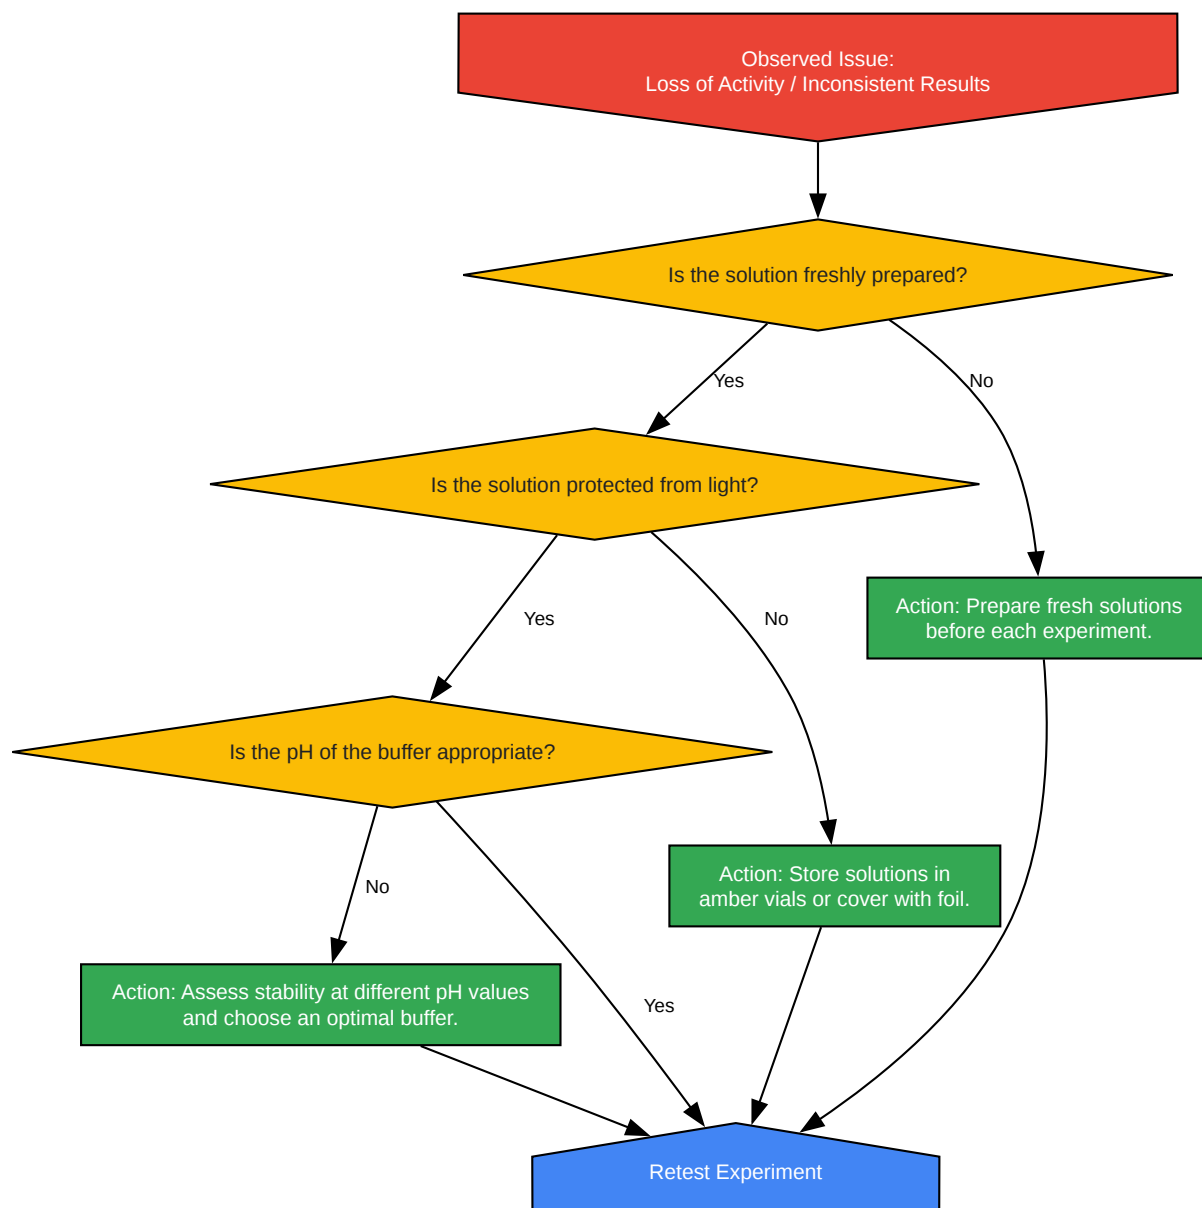 Observed Issue:
Loss of Activity / Inconsistent Results
Is the solution freshly prepared?
Yes
No
Is the solution protected from light?
Action: Prepare fresh solutions
before each experiment.
Yes
No
Is the pH of the buffer appropriate?
Action: Store solutions in
amber vials or cover with foil.
No
Action: Assess stability at different pH values
and choose an optimal buffer.
Yes
Retest Experiment